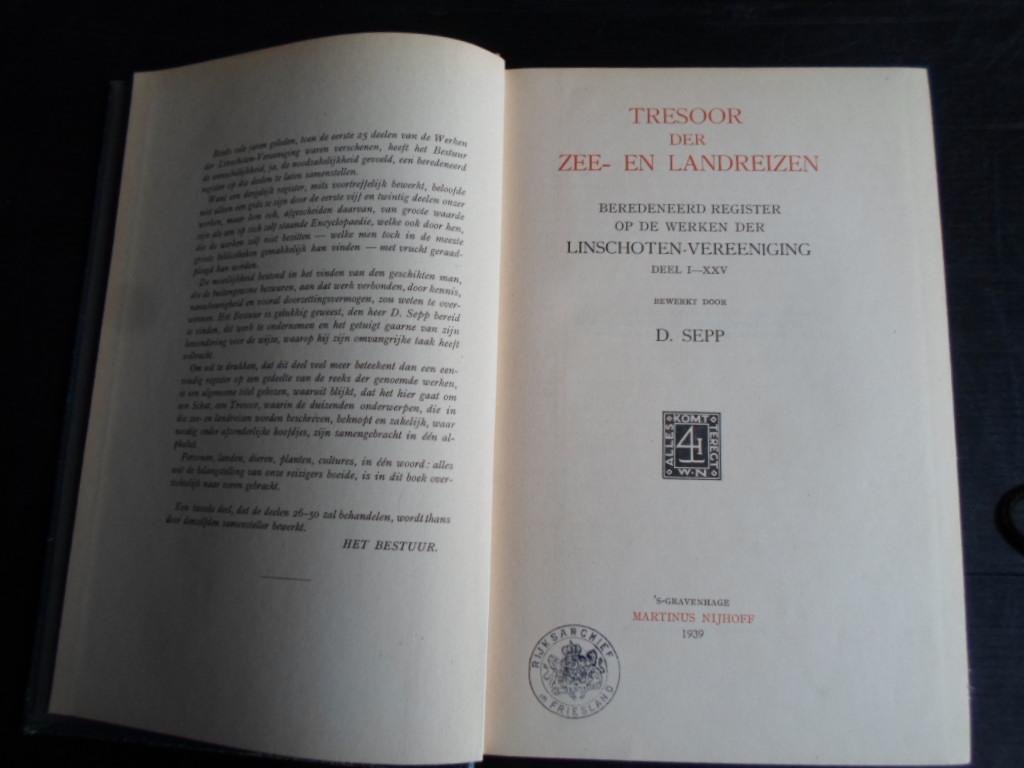 Reeds vele jaren geleden, toen de eerste 25 deelen van de Werken
der Linschoten-Vereeniging waren verschenen, heeft het Bestuur
de wenschelijkheid, ja, de noodzakelijkheid gevoeld, een beredeneerd
register op die deelen te laten samenstellen.
Want een dergelijk register, mits voortreffelijk bewerkt, beloofde
niet alleen een gids te zijn door de eerste vijf en twintig deelen onzer
werken, maar kon ook, afgescheiden daarvan, van groote waarde
zijn als een op zich zelf staande Encyclopaedie, welke ook door hen,
die de werken zelf niet bezitten — welke men toch in de meeste
groote bibliotheken gemakkelijk kan vinden — met vrucht geraad-
pleegd kan worden.
De moeilijkheid bestond in het vinden van den geschikten man,
die de buitengewone bezwaren, aan dat werk verbonden, door kennis,
nauwkeurigheid en vooral doorzettingsvermogen, zou weten te over-
winnen. Het Bestuur is gelukkig geweest, den heer D. Sepp bereid
te vinden, dit werk te ondernemen en het getuigt gaarne van zijn
bewondering voor de wijze, waarop hij zijn omvangrijke taak heeft
volbracht.
Om uit te drukken, dat dit deel veel meer beteekent dan een een-
voudig register op een gedeelte van de reeks der genoemde werken,
is een algemeene titel gekozen, waaruit blijkt, dat het hier gaat om
een Schat, een Tresoor, waarin de duizenden onderwerpen, die in
die zee- en landreizen worden beschreven, beknopt en zakelijk, waar
noodig onder afzonderlijke hoofdjes, zijn samengebracht in één al-
phabet.
Personen, landen, dieren, planten, cultures, in één woord: alles
wat de belangstelling van onze reizigers boeide, is in dit boek over-
zichtelijk naar voren gebracht.
Een tweede deel, dat de deelen 26-50 zal behandelen, wordt thans
door denzelfden samensteller bewerkt.
HET BESTUUR.
TRESOOR
DER
ZEE- EN LANDREIZEN
BEREDENEERD REGISTER
OP DE WERKEN DER
LINSCHOTEN-VEREENIGING
DEEL I—XXV
BEWERKT DOOR
D. SEPP
ALLES KOMT TERECHT
W·N
'S-GRAVENHAGE
MARTINUS NIJHOFF
1939
RIJKSARCHIEF
in FRIESLAND